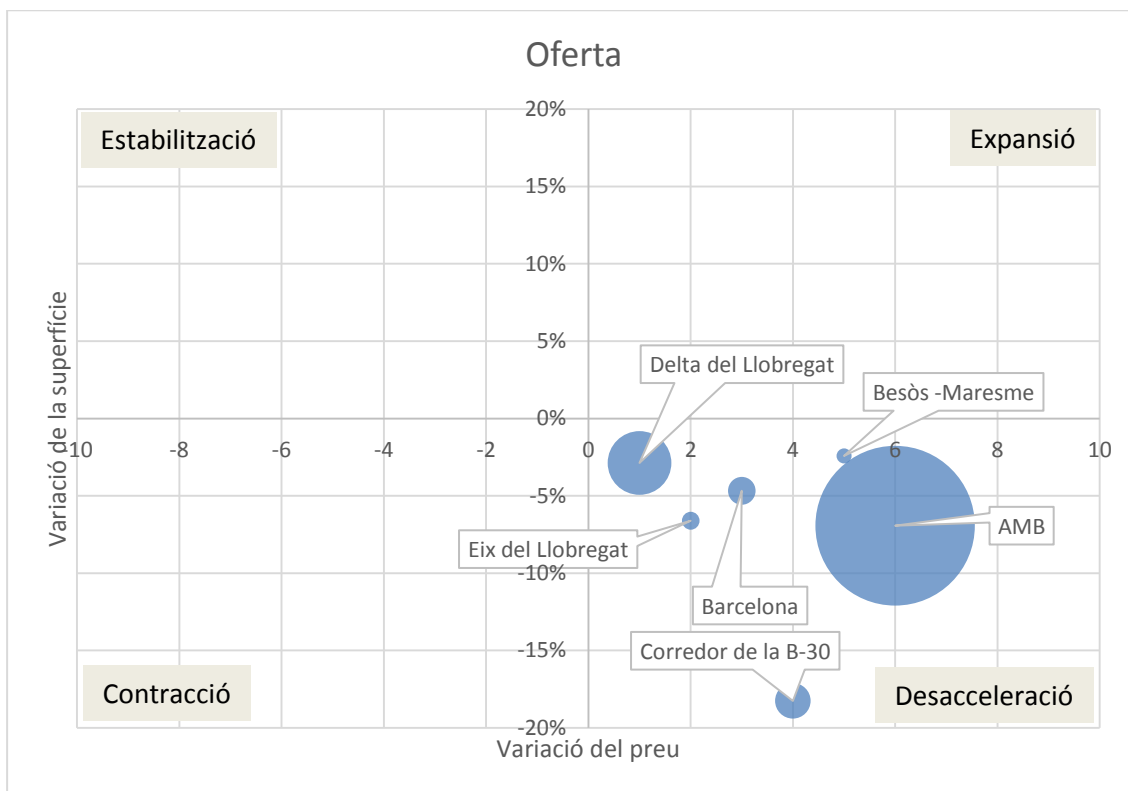 Oferta
20%
Estabilització
Expansió
15%
10%
5%
Delta del Llobregat
Besòs -Maresme
0%
-10 -8 -6 -4 -2 0 2 4 6 8 10
-5%
Eix del Llobregat
AMB
-10%
Barcelona
Corredor de la B-30
-15%
Contracció
Desacceleració
-20%
Variació del preu
Variació de la superfície